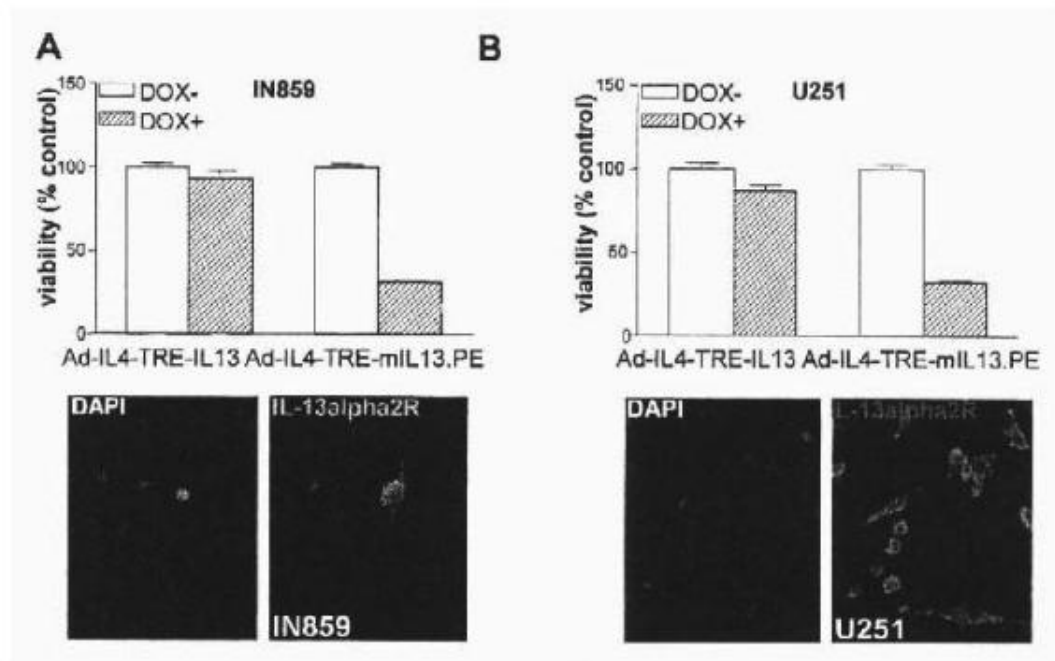 A
B
viability (% control)
150
100
50
0
DOX-
DOX+
IN859
Ad-IL4-TRE-IL13 Ad-IL4-TRE-mIL13.PE
viability (% control)
150
100
50
0
DOX-
DOX+
U251
Ad-IL4-TRE-IL13 Ad-IL4-TRE-mIL13.PE
DAPI
IL-13alpha2R
IN859
DAPI
IL-13alpha2R
U251